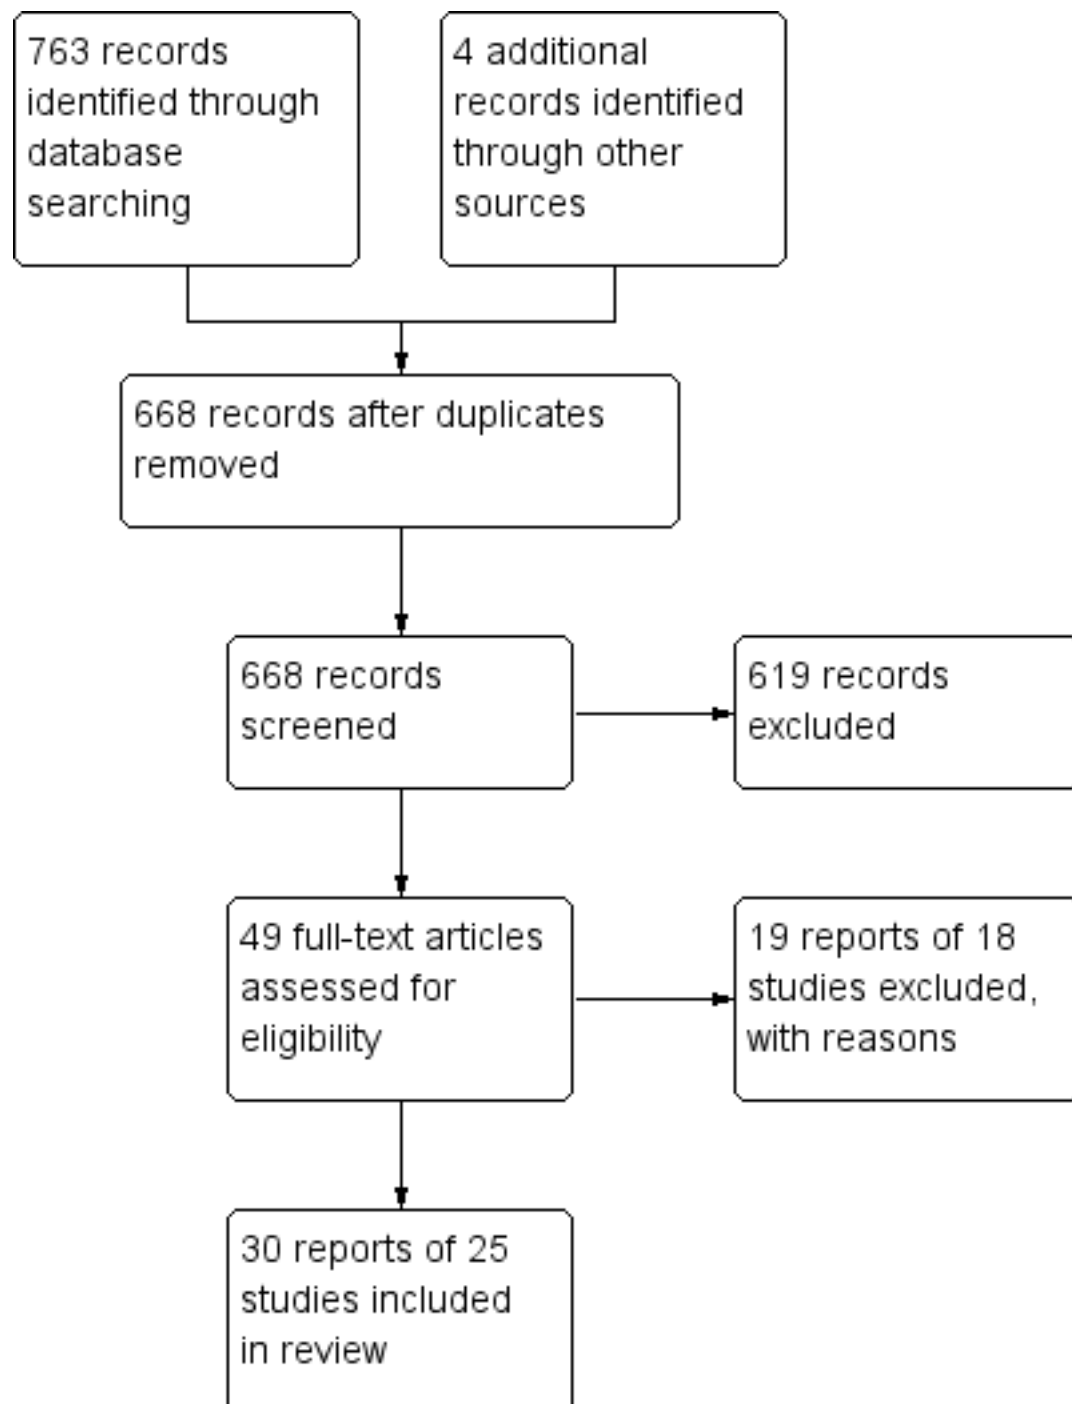 763 records
identified through
database
searching
4 additional
records identified
through other
sources
668 records after duplicates
removed
668 records
screened
619 records
excluded
49 full-text articles
assessed for
eligibility
19 reports of 18
studies excluded,
with reasons
30 reports of 25
studies included
in review